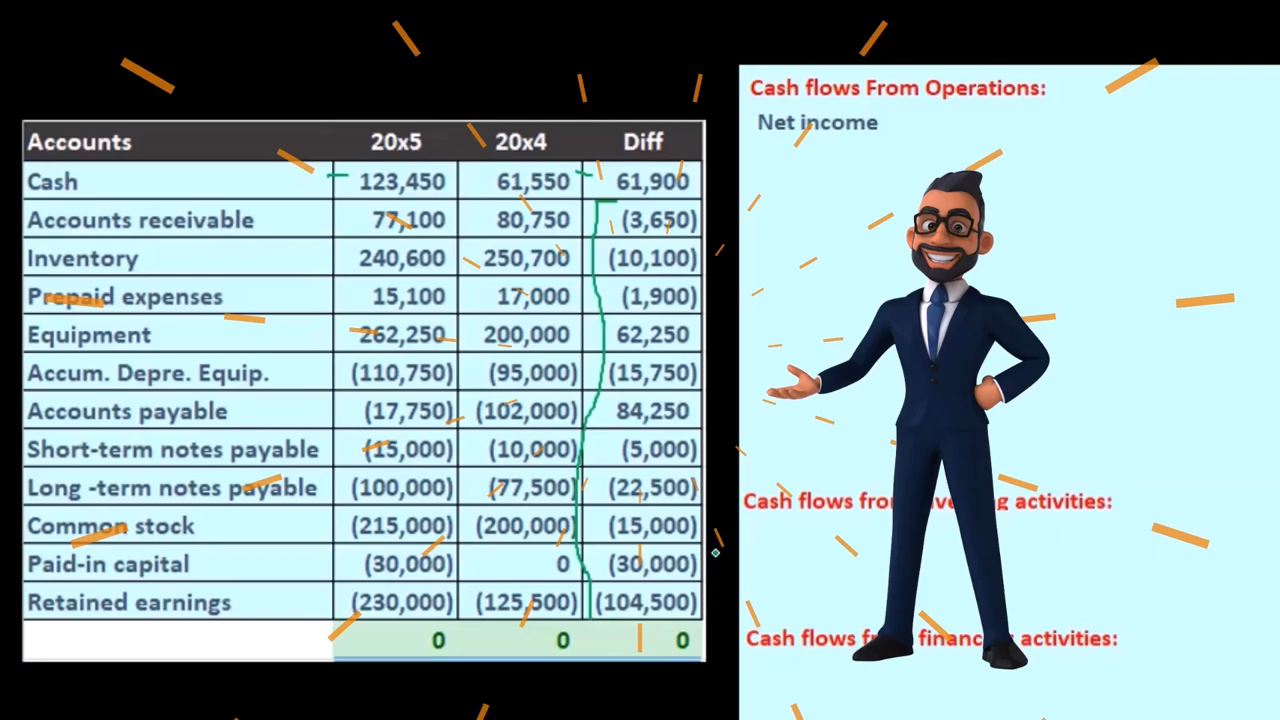 Accounts 20x5 20x4 Diff
Cash 123,450 61,550 61,900
Accounts receivable 77,100 80,750 (3,650)
Inventory 240,600 250,700 (10,100)
Prepaid expenses 15,100 17,000 (1,900)
Equipment 262,250 200,000 62,250
Accum. Depre. Equip. (110,750) (95,000) (15,750)
Accounts payable (17,750) (102,000) 84,250
Short-term notes payable (15,000) (10,000) (5,000)
Long -term notes payable (100,000) (77,500) (22,500)
Common stock (215,000) (200,000) (15,000)
Paid-in capital (30,000) 0 (30,000)
Retained earnings (230,000) (125,500) (104,500)
0 0 0
Cash flows From Operations:
Net income
Cash flows activities:
Cash flows activities: